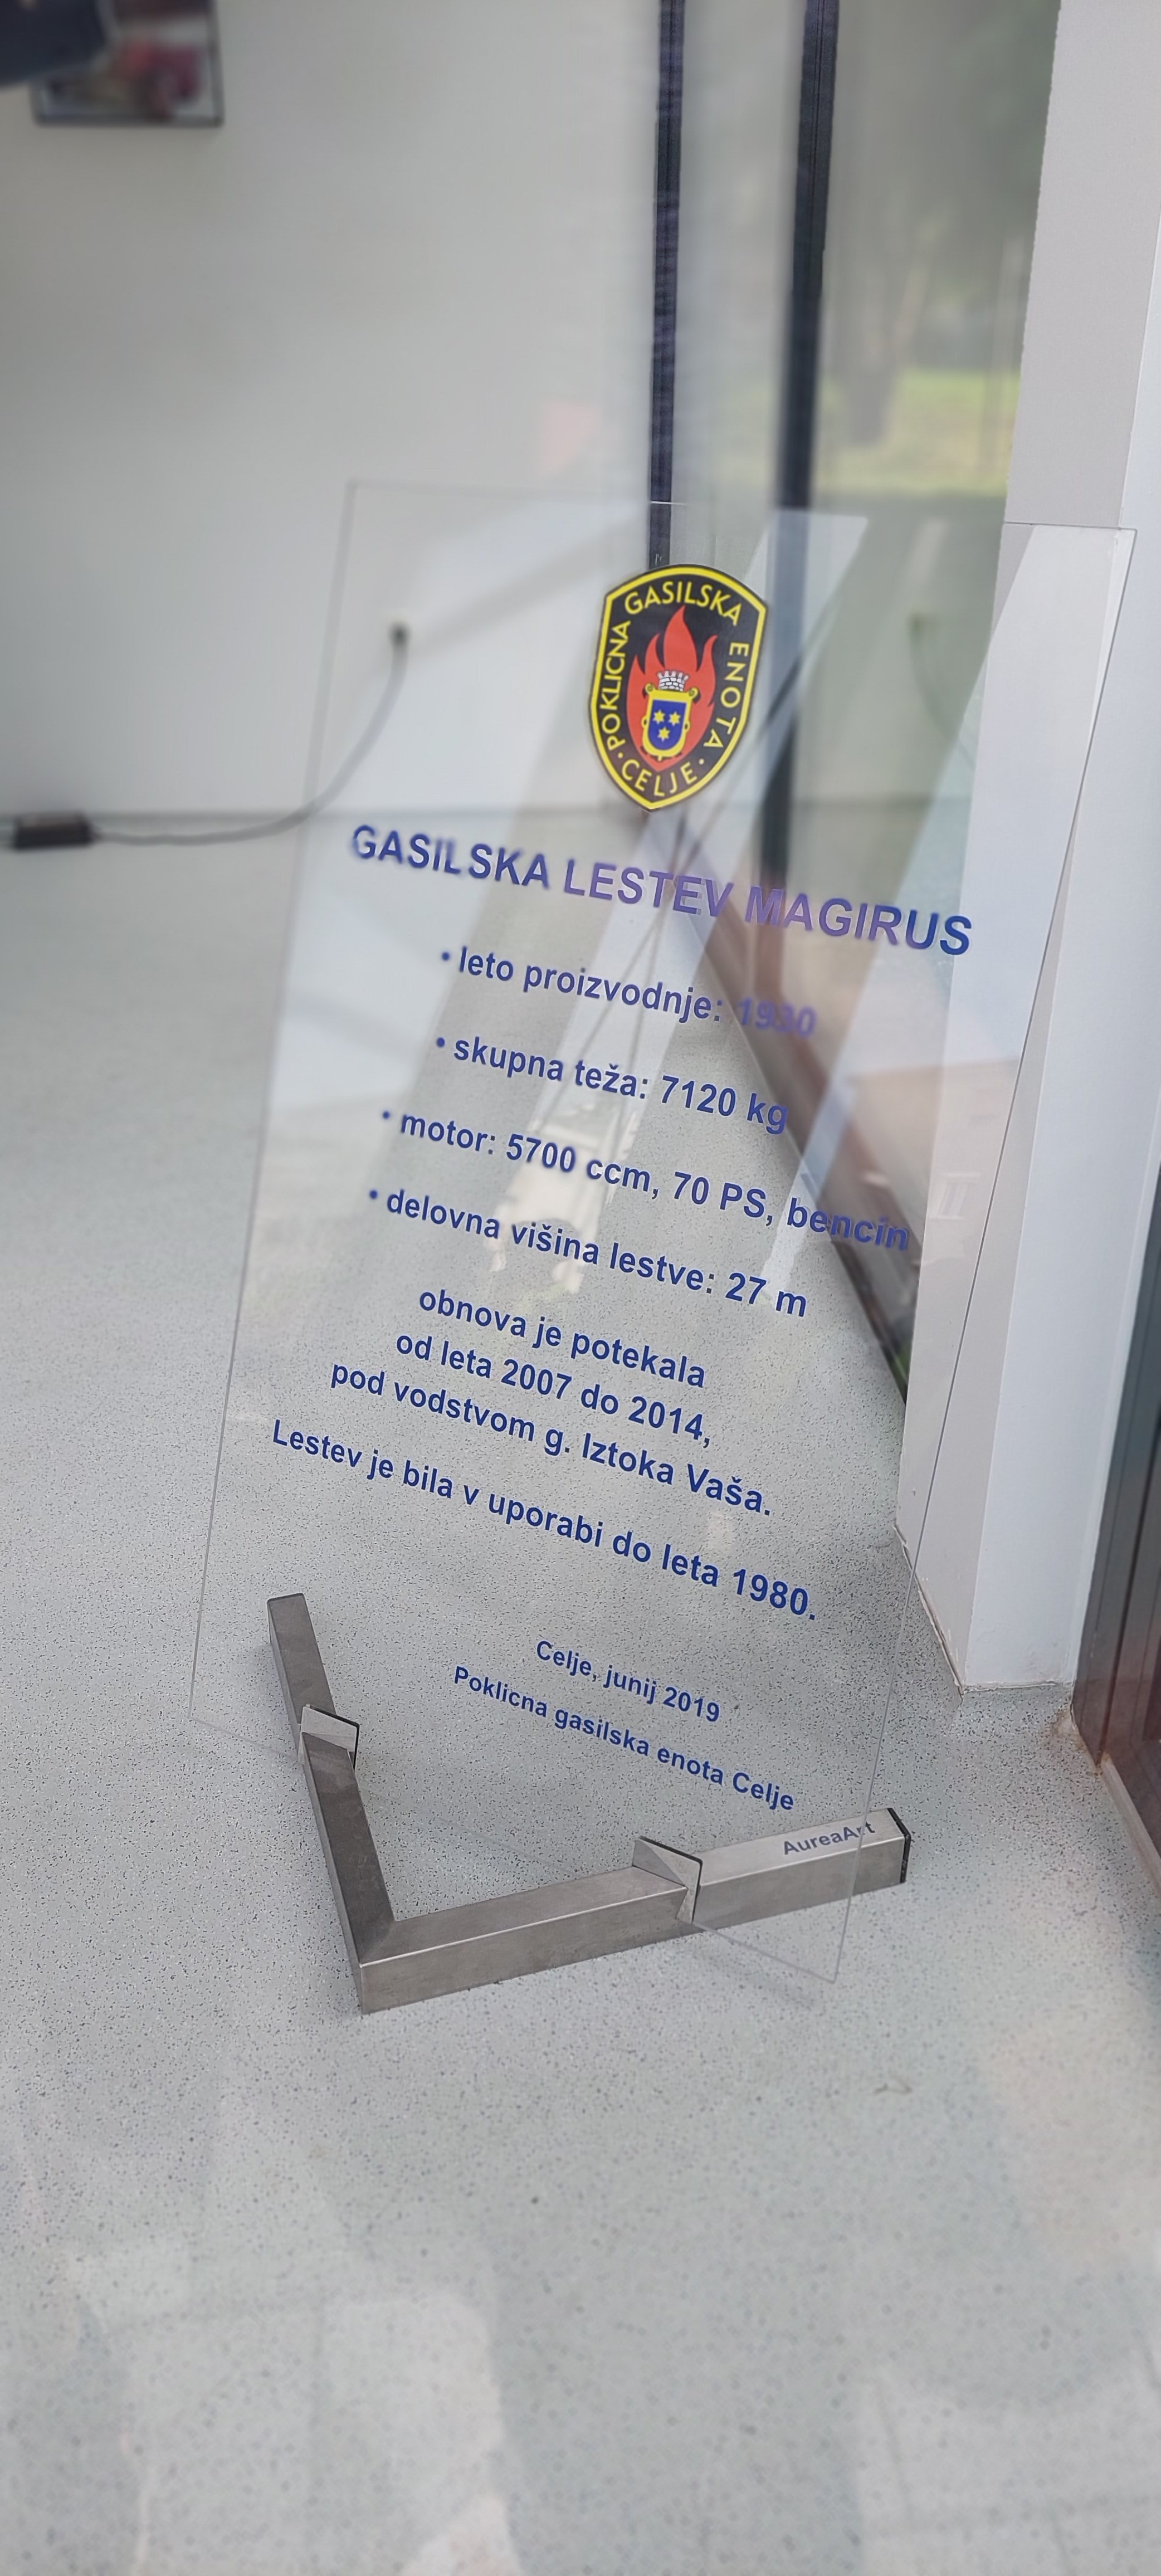 POKLICNA GASILSKA ENOTA
• CELJE •
GASILSKA LESTEV MAGIRUS
• leto proizvodnje: 1930
• skupna teža: 7120 kg
• motor: 5700 ccm, 70 PS, bencin
• delovna višina lestve: 27 m
obnova je potekala
od leta 2007 do 2014,
pod vodstvom g. Iztoka Vaša.
Lestev je bila v uporabi do leta 1980.
Celje, junij 2019
Poklicna gasilska enota Celje
AureaArt